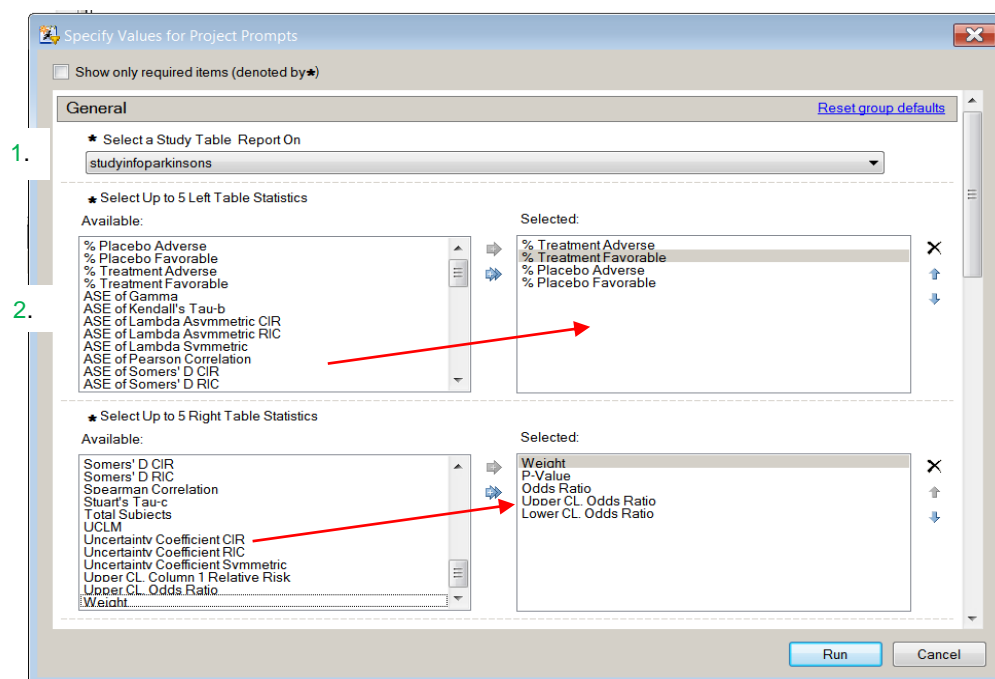 Specify Values for Project Prompts
Show only required items (denoted by*)
General
Reset group defaults
* Select a Study Table Report On
1.
studyinfoparkinsons
* Select Up to 5 Left Table Statistics
Available:
Selected:
% Placebo Adverse
% Placebo Favorable
% Treatment Adverse
% Treatment Favorable
ASE of Gamma
ASE of Kendall's Tau-b
ASE of Lambda Asymmetric CIR
ASE of Lambda Asymmetric RIC
ASE of Lambda Symmetric
ASE of Pearson Correlation
ASE of Somers' D CIR
ASE of Somers' D RIC
% Treatment Adverse
% Treatment Favorable
% Placebo Adverse
% Placebo Favorable
2.
* Select Up to 5 Right Table Statistics
Available:
Selected:
Somers' D CIR
Somers' D RIC
Spearman Correlation
Stuart's Tau-c
Total Subjects
UCLM
Uncertainty Coefficient CIR
Uncertainty Coefficient RIC
Uncertainty Coefficient Symmetric
Upper CL. Column 1 Relative Risk
Upper CL. Odds Ratio
Weight
Weight
P-Value
Odds Ratio
Upper CL. Odds Ratio
Lower CL. Odds Ratio
Run
Cancel